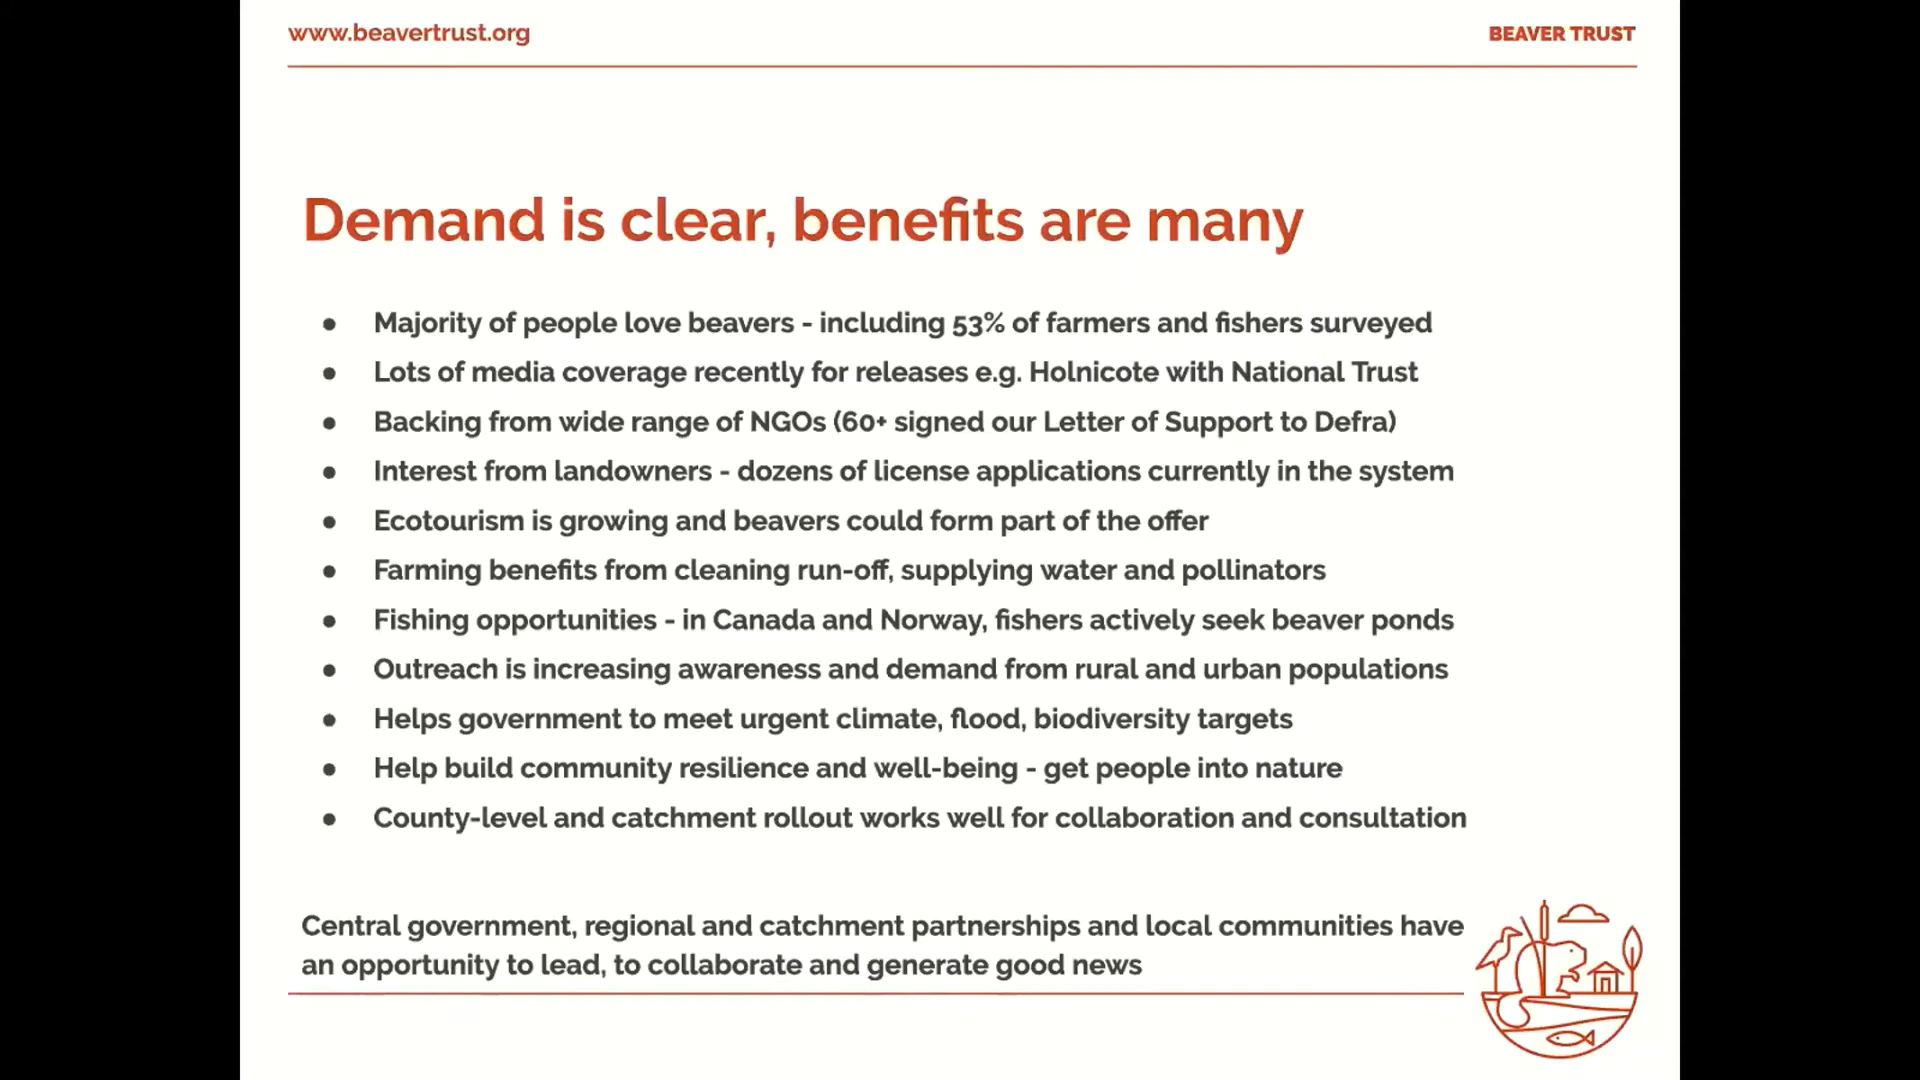 www.beavertrust.org
BEAVER TRUST
Demand is clear, benefits are many
● Majority of people love beavers - including 53% of farmers and fishers surveyed
● Lots of media coverage recently for releases e.g. Holnicote with National Trust
● Backing from wide range of NGOs (60+ signed our Letter of Support to Defra)
● Interest from landowners - dozens of license applications currently in the system
● Ecotourism is growing and beavers could form part of the offer
● Farming benefits from cleaning run-off, supplying water and pollinators
● Fishing opportunities - in Canada and Norway, fishers actively seek beaver ponds
● Outreach is increasing awareness and demand from rural and urban populations
● Helps government to meet urgent climate, flood, biodiversity targets
● Help build community resilience and well-being - get people into nature
● County-level and catchment rollout works well for collaboration and consultation
Central government, regional and catchment partnerships and local communities have
an opportunity to lead, to collaborate and generate good news